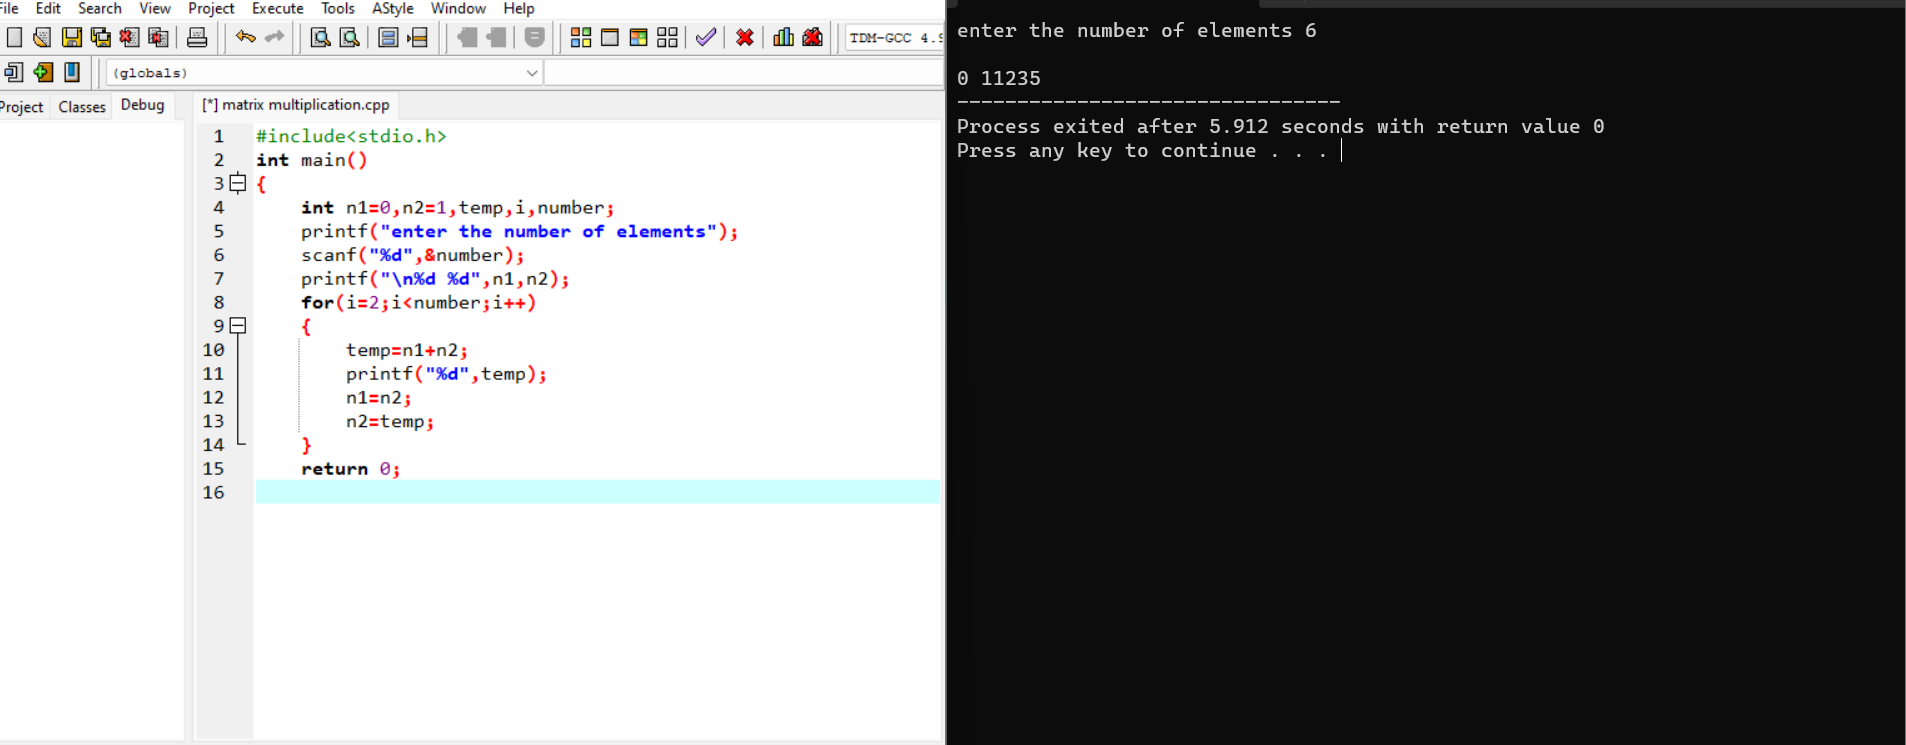 File Edit Search View Project Execute Tools AStyle Window Help
TDM-GCC 4.9
(globals)
Project Classes Debug
[*] matrix multiplication.cpp
1 #include<stdio.h>
2 int main()
3 {
4 int n1=0,n2=1,temp,i,number;
5 printf("enter the number of elements");
6 scanf("%d",&number);
7 printf("\n%d %d",n1,n2);
8 for(i=2;i<number;i++)
9 {
10 temp=n1+n2;
11 printf("%d",temp);
12 n1=n2;
13 n2=temp;
14 }
15 return 0;
16
enter the number of elements 6
0 11235
--------------------------------
Process exited after 5.912 seconds with return value 0
Press any key to continue . . .